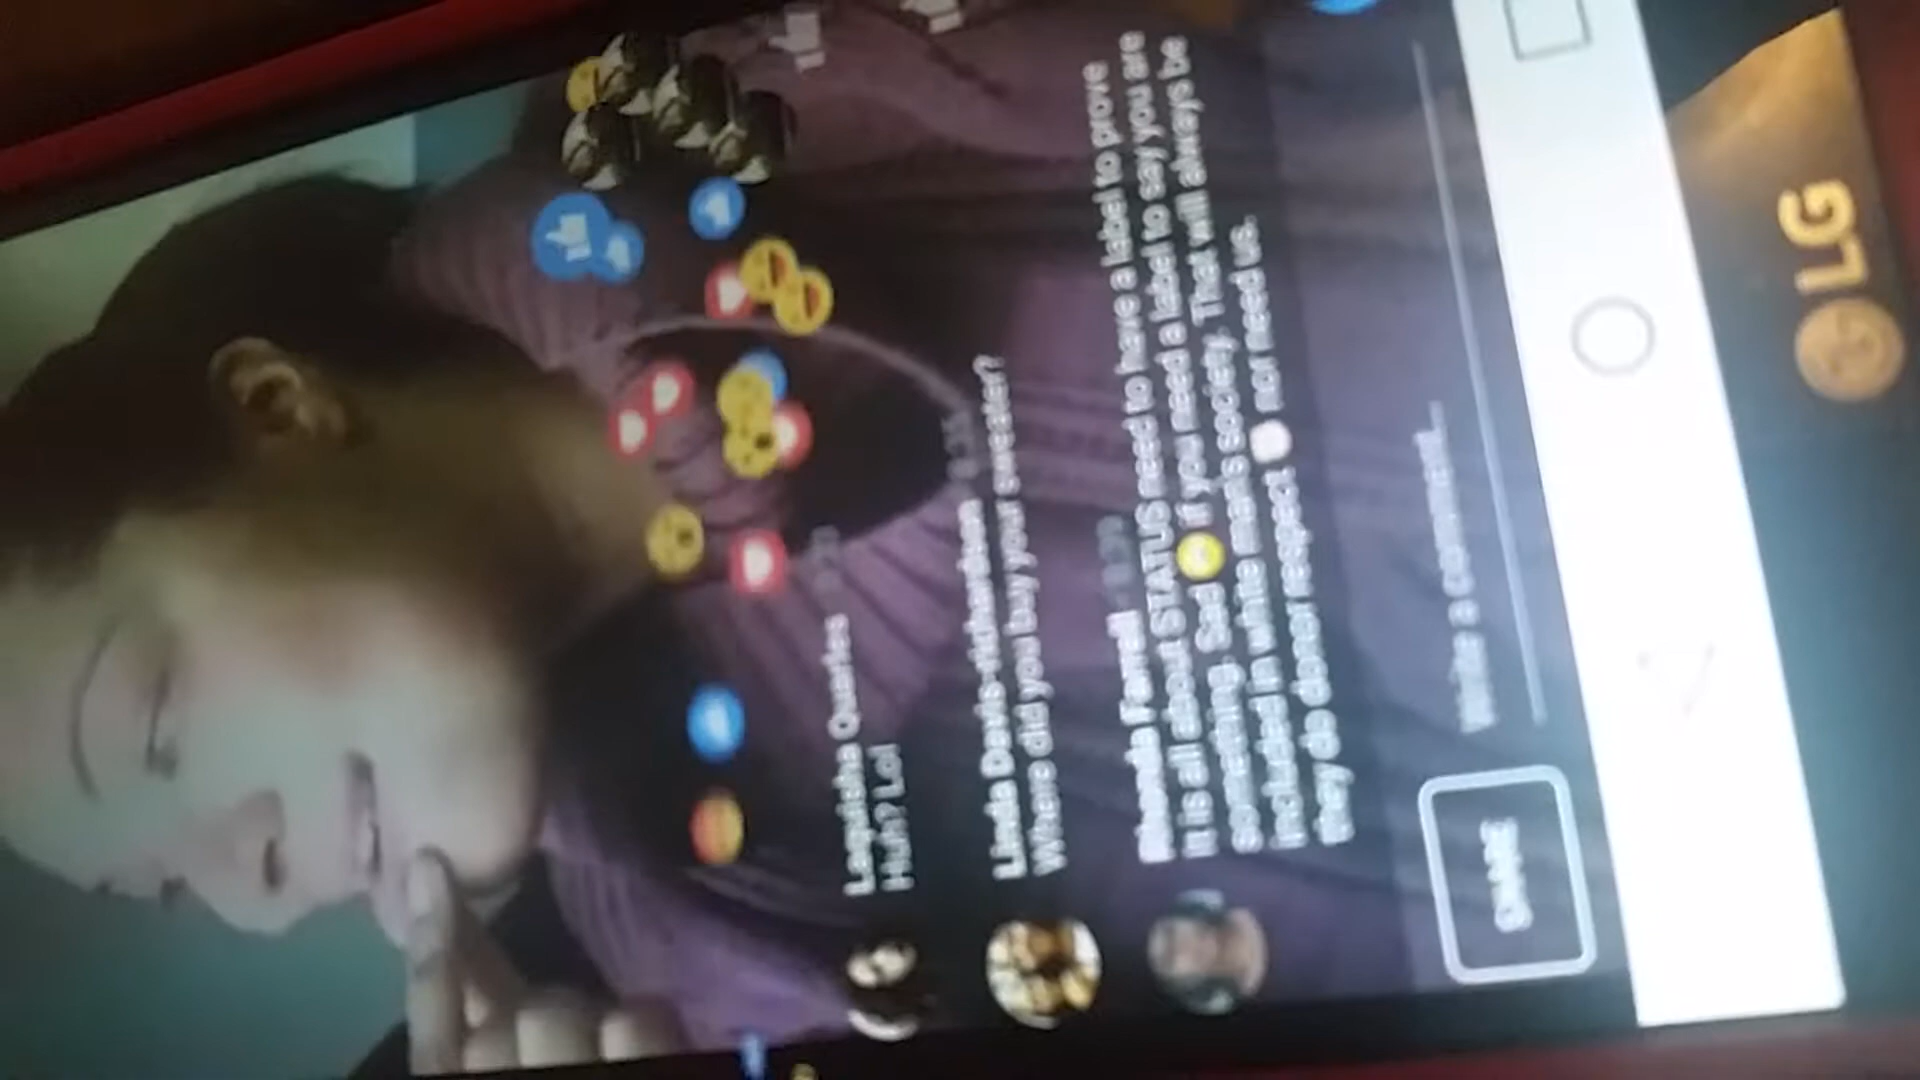 Laquisha Quarles
Huh? Lol
Linda Davis-richardson
Where did you buy your sweater?
Rhonda Farrell
It is all about STATUS need to have a label to prove
something. Sad 😞 if you need a label to say you are
included in white man's society. That will always be
they do donor respect nor need us.
Write a comment...
SHARE
LG